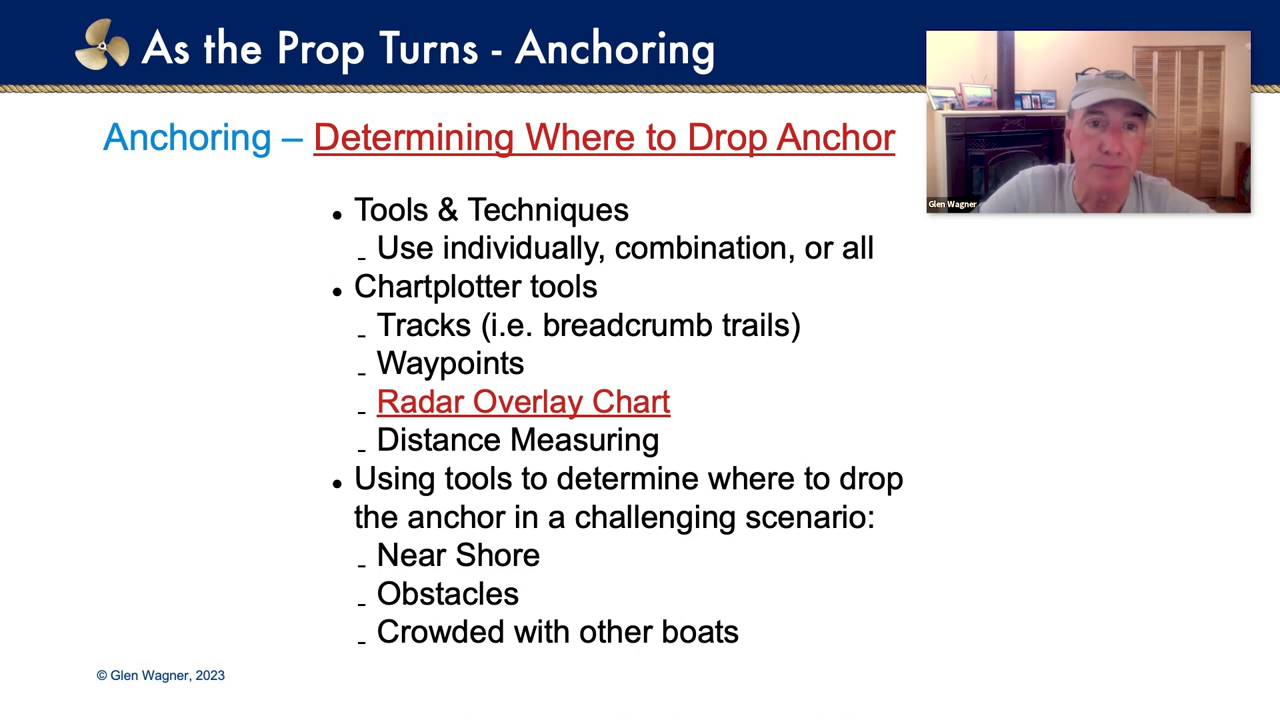 As the Prop Turns - Anchoring
Glen Wagner
Anchoring – Determining Where to Drop Anchor
• Tools & Techniques
- Use individually, combination, or all
• Chartplotter tools
- Tracks (i.e. breadcrumb trails)
- Waypoints
- Radar Overlay Chart
- Distance Measuring
• Using tools to determine where to drop
the anchor in a challenging scenario:
- Near Shore
- Obstacles
- Crowded with other boats
© Glen Wagner, 2023